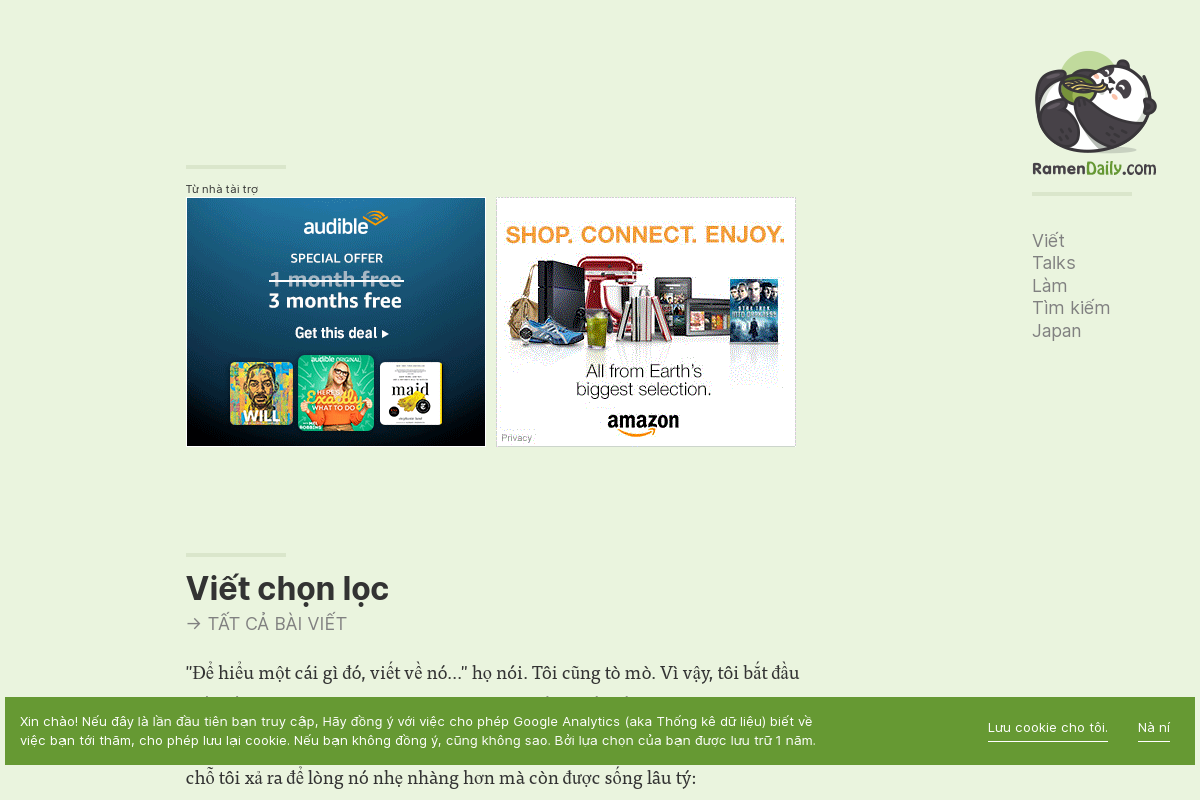 RamenDaily.com
Viết
Talks
Làm
Tìm kiếm
Japan
Từ nhà tài trợ
audible
SPECIAL OFFER
1 month free
3 months free
Get this deal
audible ORIGINAL
WILL
HERE'S
Exactly
WHAT TO DO
MEL ROBBINS
maid
SHOP. CONNECT. ENJOY.
STAR TREK
INTO DARKNESS
All from Earth's
biggest selection.
amazon
Privacy
Viết chọn lọc
→ TẤT CẢ BÀI VIẾT
"Để hiểu một cái gì đó, viết về nó..." họ nói. Tôi cũng tò mò. Vì vậy, tôi bắt đầu
Xin chào! Nếu đây là lần đầu tiên bạn truy cập, Hãy đồng ý với việc cho phép Google Analytics (aka Thống kê dữ liệu) biết về
việc bạn tới thăm, cho phép lưu lại cookie. Nếu bạn không đồng ý, cũng không sao. Bởi lựa chọn của bạn được lưu trữ 1 năm.
Lưu cookie cho tôi.
Nà ní
chỗ tôi xả ra để lòng nó nhẹ nhàng hơn mà còn được sống lâu tý: